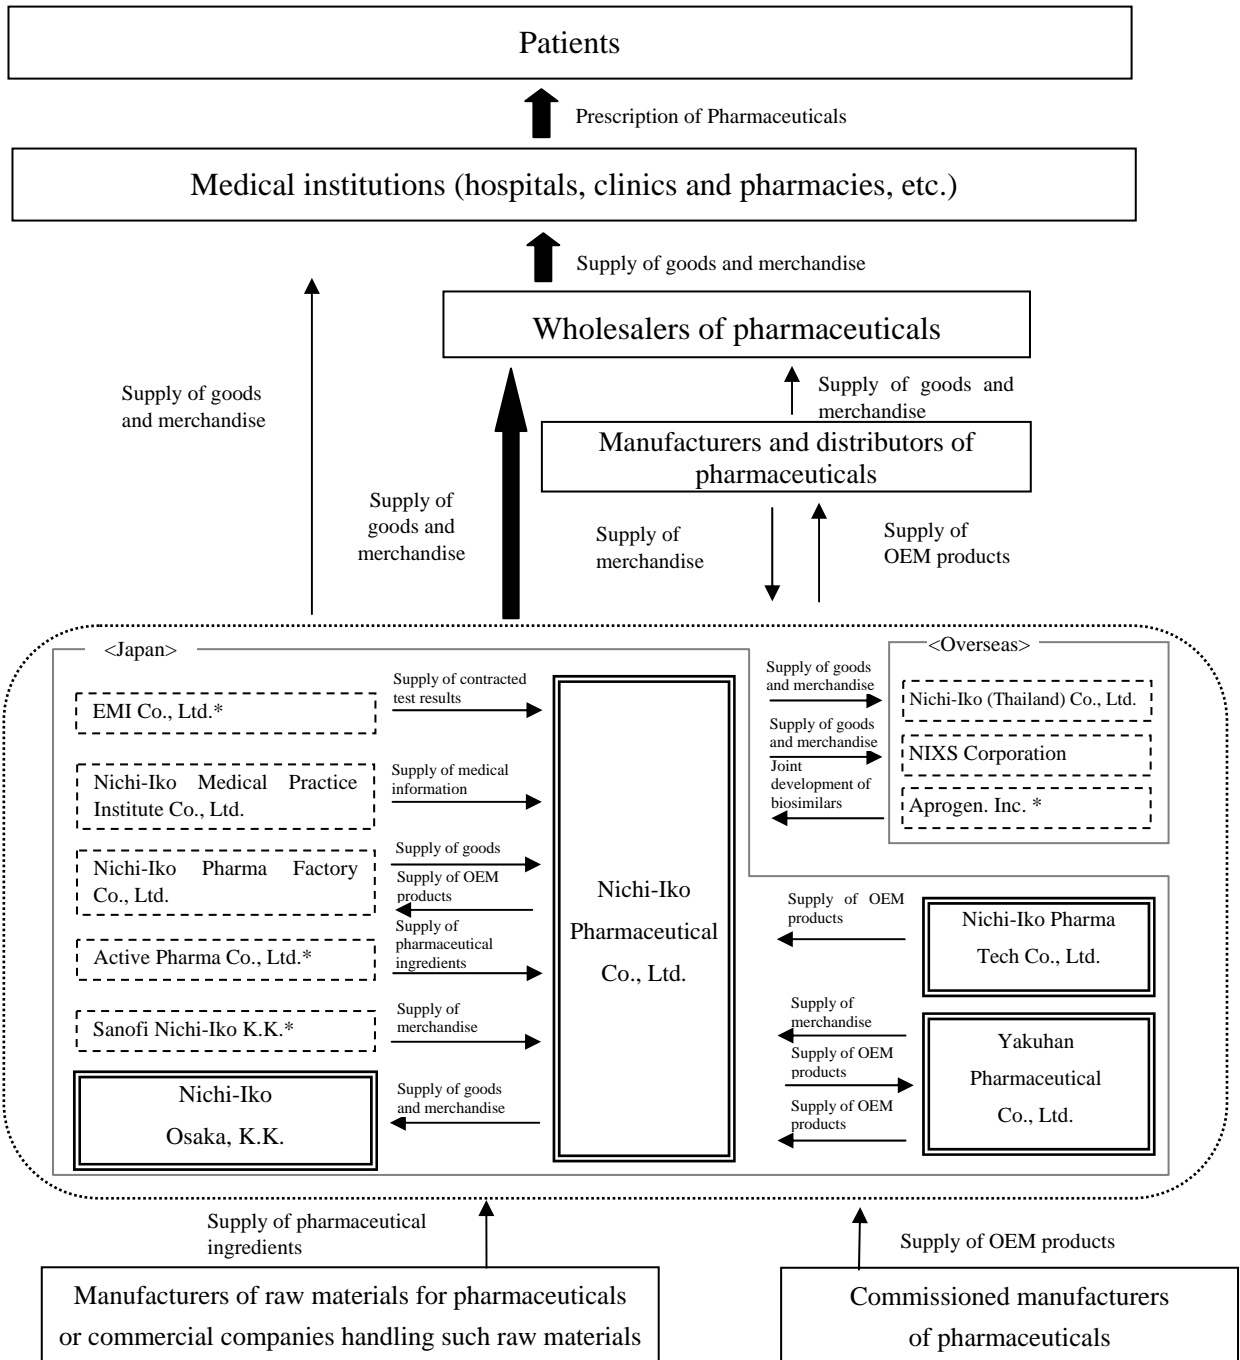 Patients
Prescription of Pharmaceuticals
Medical institutions (hospitals, clinics and pharmacies, etc.)
Supply of goods and merchandise
Wholesalers of pharmaceuticals
Supply of goods
and merchandise
Supply of goods and
merchandise
Manufacturers and distributors of
pharmaceuticals
Supply of
goods and
merchandise
Supply of
merchandise
Supply of
OEM products
<Japan>
EMI Co., Ltd.*
Supply of contracted
test results
Nichi-Iko Medical Practice
Institute Co., Ltd.
Supply of medical
information
Nichi-Iko Pharma Factory
Co., Ltd.
Supply of goods
Supply of OEM
products
Active Pharma Co., Ltd.*
Supply of
pharmaceutical
ingredients
Sanofi Nichi-Iko K.K.*
Supply of
merchandise
Nichi-Iko
Osaka, K.K.
Supply of goods
and merchandise
Nichi-Iko
Pharmaceutical
Co., Ltd.
<Overseas>
Supply of goods
and merchandise
Nichi-Iko (Thailand) Co., Ltd.
Supply of goods
and merchandise
NIXS Corporation
Joint
development of
biosimilars
Aprogen. Inc. *
Supply of OEM
products
Nichi-Iko Pharma
Tech Co., Ltd.
Supply of
merchandise
Supply of OEM
products
Supply of OEM
products
Yakuhan
Pharmaceutical
Co., Ltd.
Supply of pharmaceutical
ingredients
Supply of OEM products
Manufacturers of raw materials for pharmaceuticals
or commercial companies handling such raw materials
Commissioned manufacturers
of pharmaceuticals